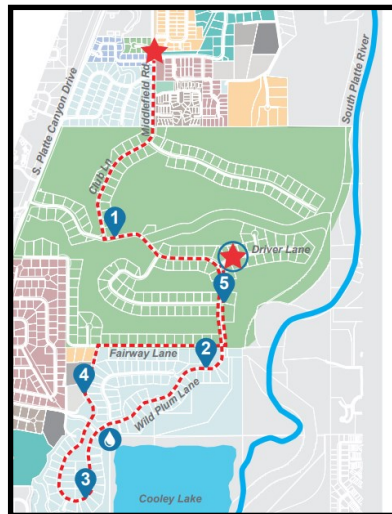 S. Platte Canyon Drive
Middlefield Rd
South Platte River
Club Ln
1
Driver Lane
5
Fairway Lane
2
4
Wild Plum Lane
3
Cooley Lake